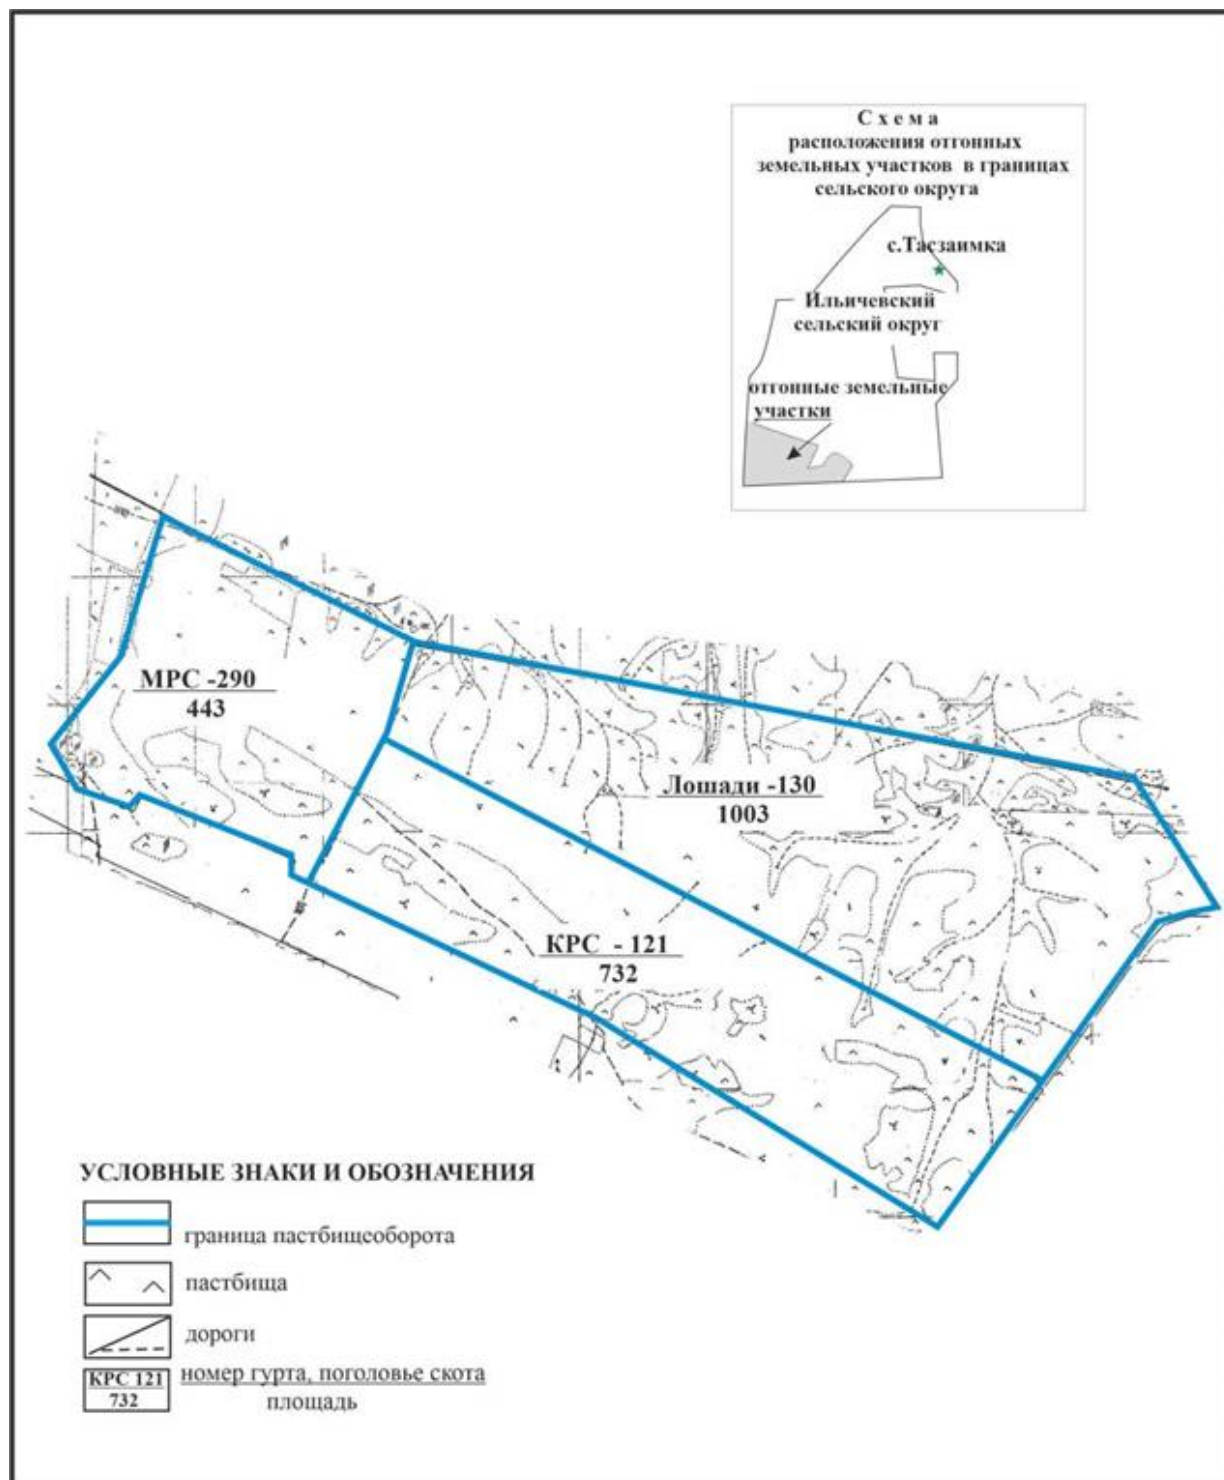 С х е м а
расположения отгонных
земельных участков в границах
сельского округа
с.Тасзаимка
Ильичевский
сельский округ
отгонные земельные
участки
МРС -290
443
Лошади -130
1003
КРС - 121
732
УСЛОВНЫЕ ЗНАКИ И ОБОЗНАЧЕНИЯ
граница пастбищеоборота
пастбища
дороги
КРС 121
732
номер гурта, поголовье скота
площадь